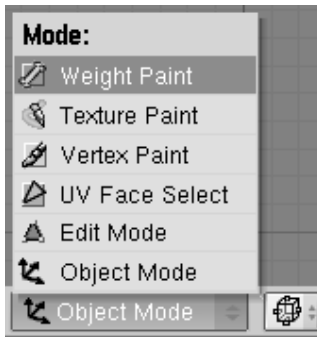 Mode:
Weight Paint
Texture Paint
Vertex Paint
UV Face Select
Edit Mode
Object Mode
Object Mode